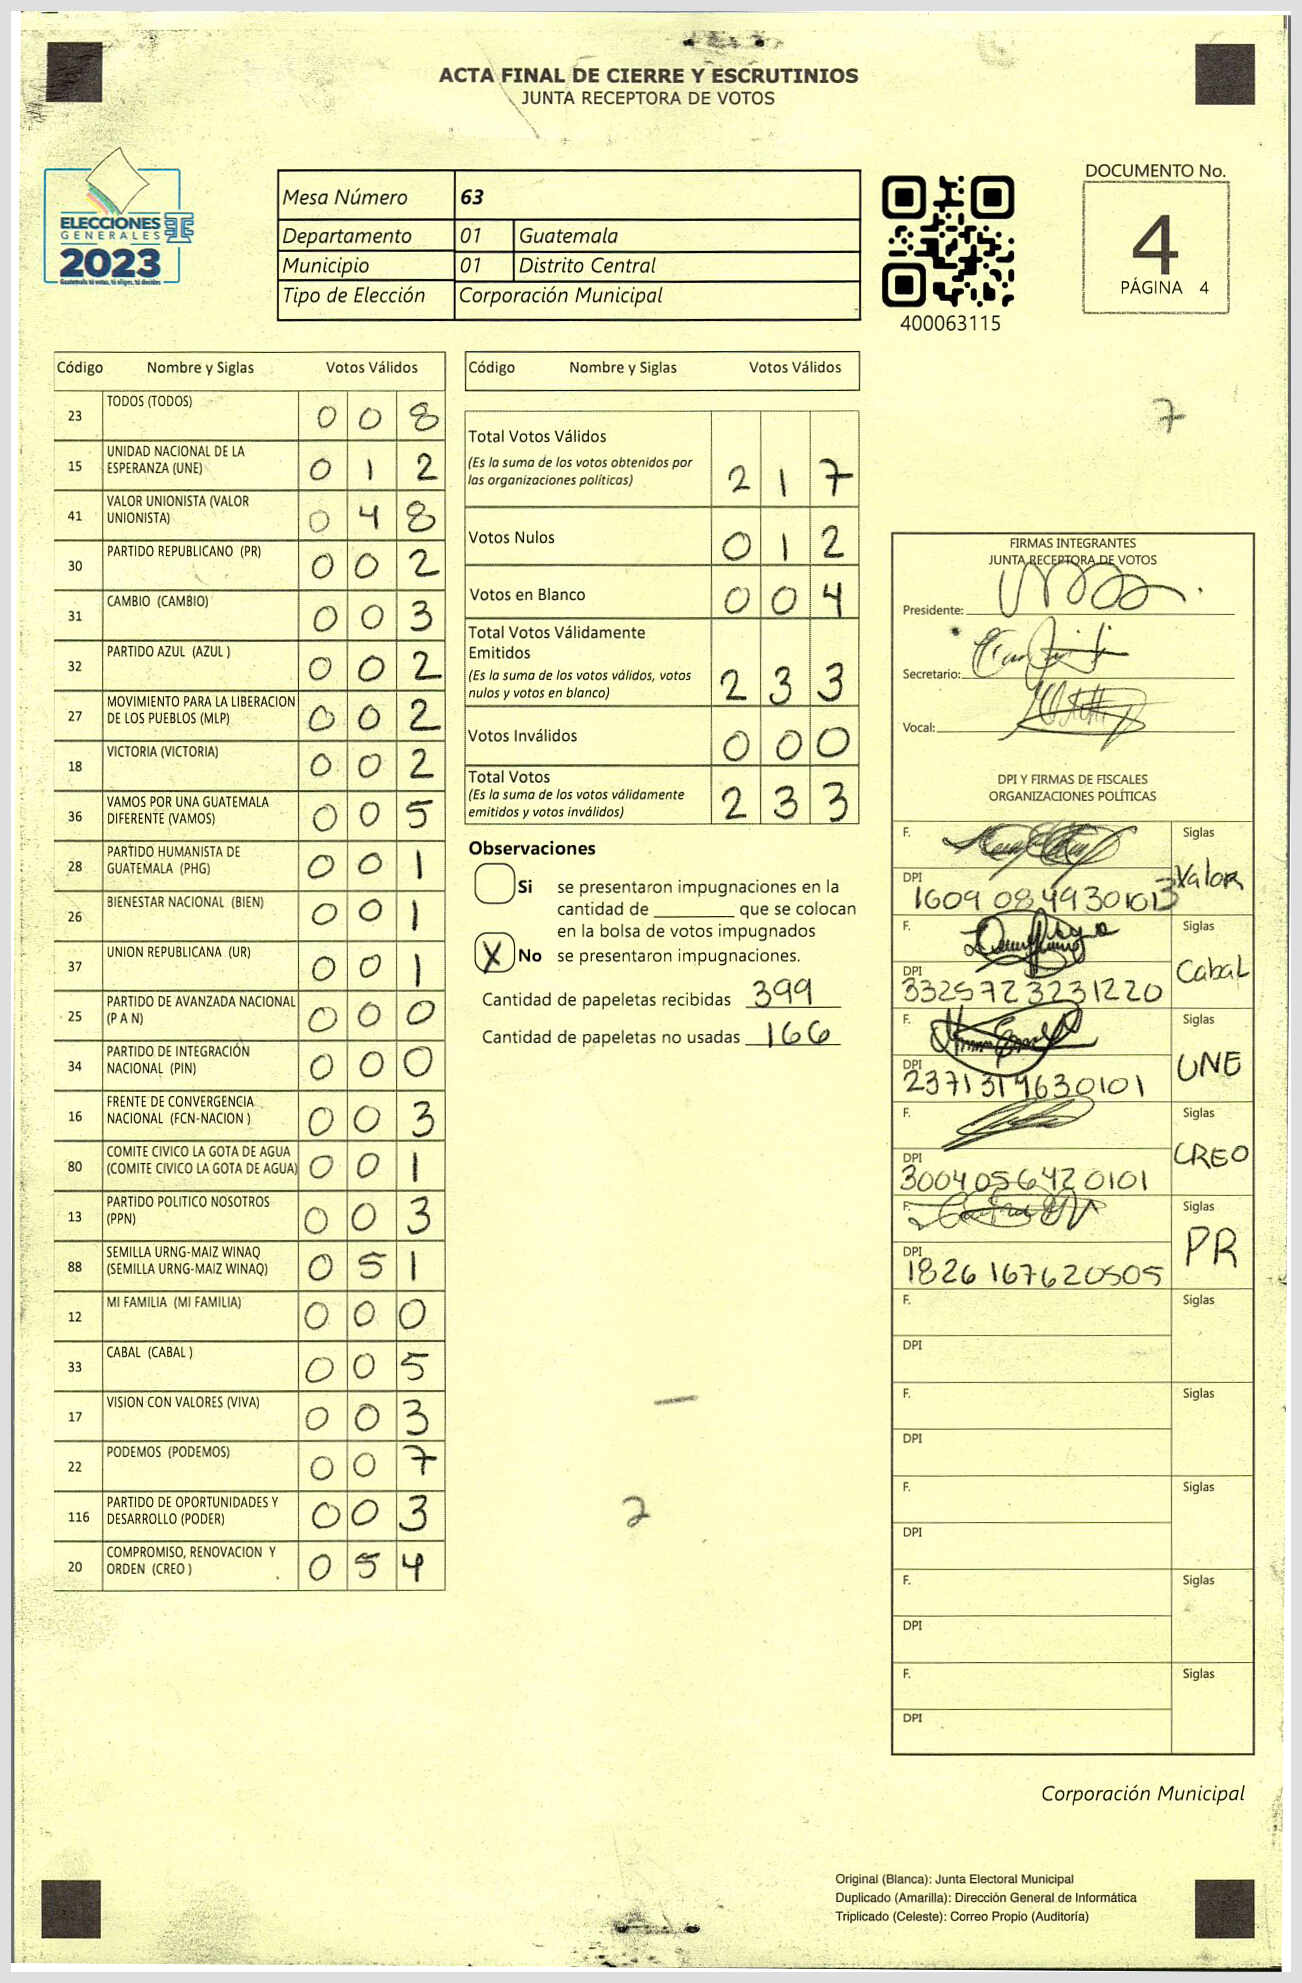 ACTA FINAL DE CIERRE Y ESCRUTINIOS
JUNTA RECEPTORA DE VOTOS
ELECCIONES
GENERALES
2023
Mesa Número 63
Departamento 01 Guatemala
Municipio 01 Distrito Central
Tipo de Elección Corporación Municipal
400063115
DOCUMENTO No.
4
PÁGINA 4
Código Nombre y Siglas Votos Válidos
23 TODOS (TODOS) 0 0 8
15 UNIDAD NACIONAL DE LA
ESPERANZA (UNE) 0 1 2
41 VALOR UNIONISTA (VALOR
UNIONISTA) 0 4 8
30 PARTIDO REPUBLICANO (PR) 0 0 2
31 CAMBIO (CAMBIO) 0 0 3
32 PARTIDO AZUL (AZUL ) 0 0 2
27 MOVIMIENTO PARA LA LIBERACION
DE LOS PUEBLOS (MLP) 0 0 2
18 VICTORIA (VICTORIA) 0 0 2
36 VAMOS POR UNA GUATEMALA
DIFERENTE (VAMOS) 0 0 5
28 PARTIDO HUMANISTA DE
GUATEMALA (PHG) 0 0 1
26 BIENESTAR NACIONAL (BIEN) 0 0 1
37 UNION REPUBLICANA (UR) 0 0 1
25 PARTIDO DE AVANZADA NACIONAL
(P A N) 0 0 0
34 PARTIDO DE INTEGRACIÓN
NACIONAL (PIN) 0 0 0
16 FRENTE DE CONVERGENCIA
NACIONAL (FCN-NACION ) 0 0 3
80 COMITE CIVICO LA GOTA DE AGUA
(COMITE CIVICO LA GOTA DE AGUA) 0 0 1
13 PARTIDO POLITICO NOSOTROS
(PPN) 0 0 3
88 SEMILLA URNG-MAIZ WINAQ
(SEMILLA URNG-MAIZ WINAQ) 0 5 1
12 MI FAMILIA (MI FAMILIA) 0 0 0
33 CABAL (CABAL ) 0 0 5
17 VISION CON VALORES (VIVA) 0 0 3
22 PODEMOS (PODEMOS) 0 0 7
116 PARTIDO DE OPORTUNIDADES Y
DESARROLLO (PODER) 0 0 3
20 COMPROMISO, RENOVACION Y
ORDEN (CREO ) 0 5 4
Código Nombre y Siglas Votos Válidos
Total Votos Válidos
(Es la suma de los votos obtenidos por
las organizaciones políticas) 2 1 7
Votos Nulos 0 1 2
Votos en Blanco 0 0 4
Total Votos Válidamente
Emitidos
(Es la suma de los votos válidos, votos
nulos y votos en blanco) 2 3 3
Votos Inválidos 0 0 0
Total Votos
(Es la suma de los votos válidamente
emitidos y votos inválidos) 2 3 3
Observaciones
Si se presentaron impugnaciones en la
cantidad de ________ que se colocan
en la bolsa de votos impugnados
X No se presentaron impugnaciones.
Cantidad de papeletas recibidas 399
Cantidad de papeletas no usadas 166
2
7
FIRMAS INTEGRANTES
JUNTA RECEPTORA DE VOTOS
Presidente:
Secretario:
Vocal:
DPI Y FIRMAS DE FISCALES
ORGANIZACIONES POLÍTICAS
F. Siglas
Valor
DPI
1609 08499 30101 3
F. Siglas
Cabal
DPI
3325723231220
F. Siglas
UNE
DPI
2371319630101
F. Siglas
CREO
DPI
3004056420101
F. Siglas
PR
DPI
1826 167620505
F. Siglas
DPI
F. Siglas
DPI
F. Siglas
DPI
F. Siglas
DPI
F. Siglas
DPI
Corporación Municipal
Original (Blanca): Junta Electoral Municipal
Duplicado (Amarilla): Dirección General de Informática
Triplicado (Celeste): Correo Propio (Auditoría)